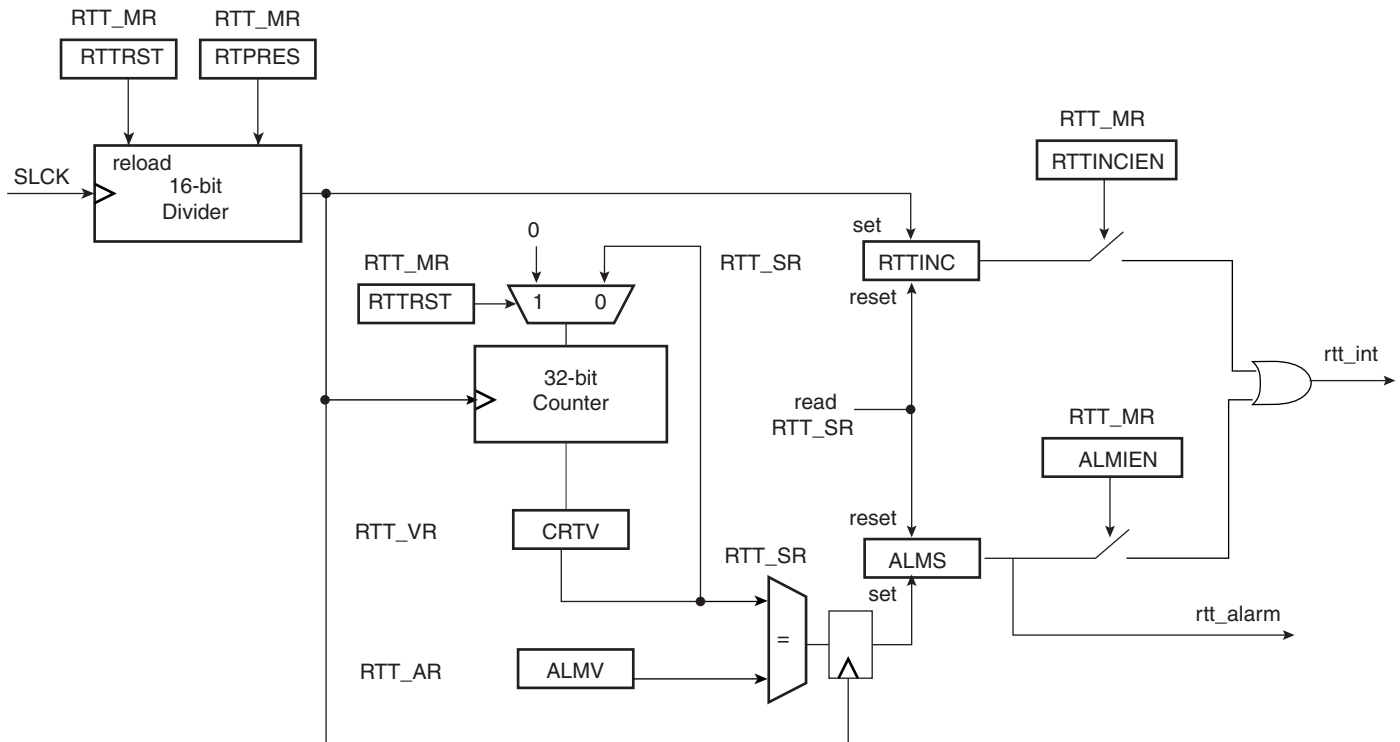 RTT_MR
RTT_MR
RTTRST
RTPRES
RTT_MR
reload
RTTINCIEN
SLCK
16-bit
Divider
set
0
RTT_MR
RTT_SR
RTTINC
RTTRST
1
0
reset
rtt_int
32-bit
Counter
read
RTT_SR
RTT_MR
ALMIEN
reset
RTT_VR
CRTV
RTT_SR
ALMS
set
rtt_alarm
=
RTT_AR
ALMV